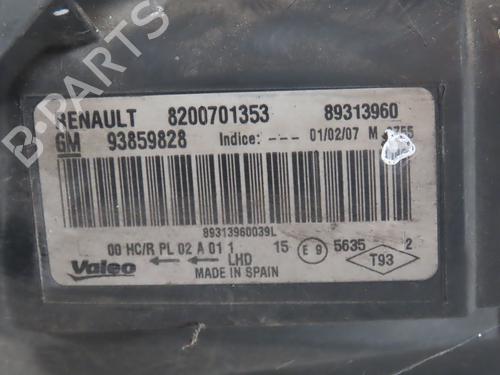 RENAULT 8200701353 89313960
GM 93859828 Indice: --- 01/02/07 M
89313960039L
00 HC/R PL 02 A 01 1 15 E 9 5635 2
Valeo ←← LHD T93
MADE IN SPAIN
B-PARTS